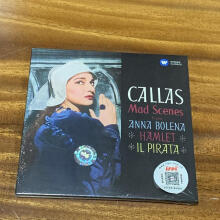 CALLAS
Mad Scenes
ANNA BOLENA
HAMLET
IL PIRATA